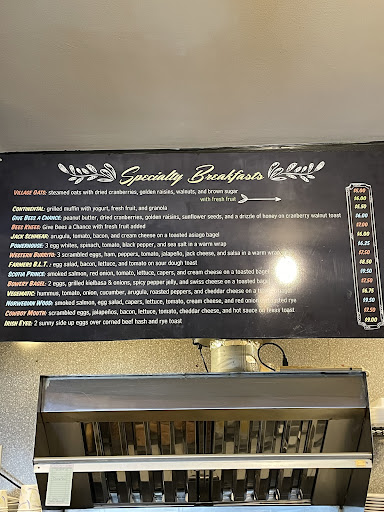 Specialty Breakfasts
Village Oats: steamed oats with dried cranberries, golden raisins, walnuts, and brown sugar
with fresh fruit
Continental: grilled muffin with yogurt, fresh fruit, and granola
Give Bees a Chance: peanut butter, dried cranberries, golden raisins, sunflower seeds, and a drizzle of honey on cranberry walnut toast
Beez Kneez: Give Bees a Chance with fresh fruit added
Jack Schmear: arugula, tomato, bacon, and cream cheese on a toasted asiago bagel
Powerhouse: 3 egg whites, spinach, tomato, black pepper, and sea salt in a warm wrap
Western Burrito: 3 scrambled eggs, ham, peppers, tomato, jalapeño, jack cheese, and salsa in a warm wrap
Farmers B.L.T.: egg salad, bacon, lettuce, and tomato on sour dough toast
Scotia Prince: smoked salmon, red onion, tomato, lettuce, capers, and cream cheese on a toasted bagel
Bowery Bagel: 2 eggs, grilled kielbasa & onions, spicy pepper jelly, and swiss cheese on a toasted bagel
Vegematic: hummus, tomato, onion, cucumber, arugula, roasted peppers, and cheddar cheese on a toasted
Norwegian Wood: smoked salmon, egg salad, capers, lettuce, tomato, cream cheese, and red onion toasted rye
Cowboy Mouth: scrambled eggs, jalapeños, bacon, lettuce, tomato, cheddar cheese, and hot sauce on texas toast
Irish Eyes: 2 sunny side up eggs over corned beef hash and rye toast